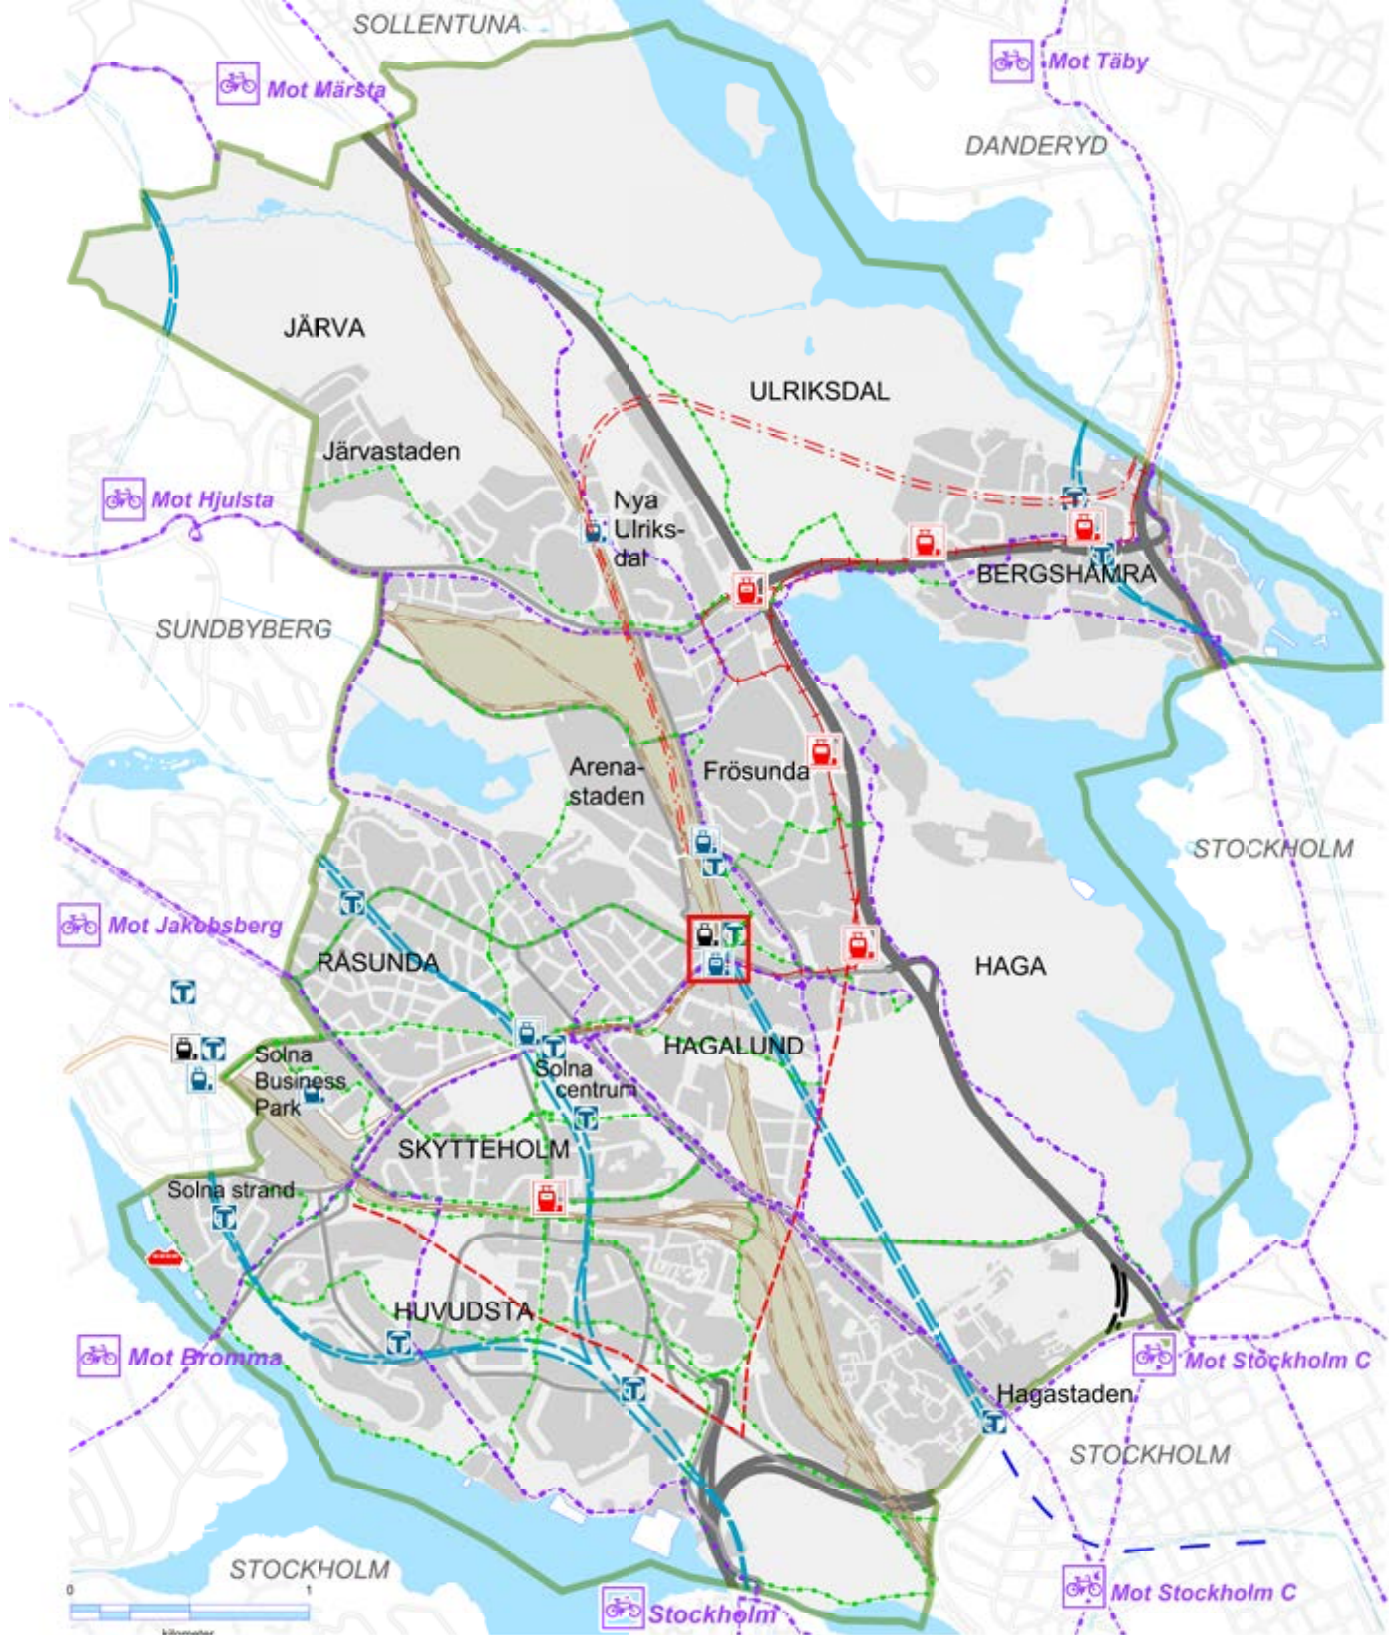 SOLLENTUNA
Mot Täby
Mot Märsta
DANDERYD
JÄRVA
ULRIKSDAL
Järvastaden
Mot Hjulsta
Nya
Ulriks-
dal
BERGSHAMRA
SUNDBYBERG
Arena-
staden
Frösunda
STOCKHOLM
Mot Jakobsberg
RÅSUNDA
HAGA
HAGALUND
Solna
Business
Park
Solna
centrum
SKYTTEHOLM
Solna strand
HUVUDSTA
Mot Bromma
Mot Stockholm C
Hagastaden
STOCKHOLM
STOCKHOLM
0 1
kilometer
Stockholm
Mot Stockholm C